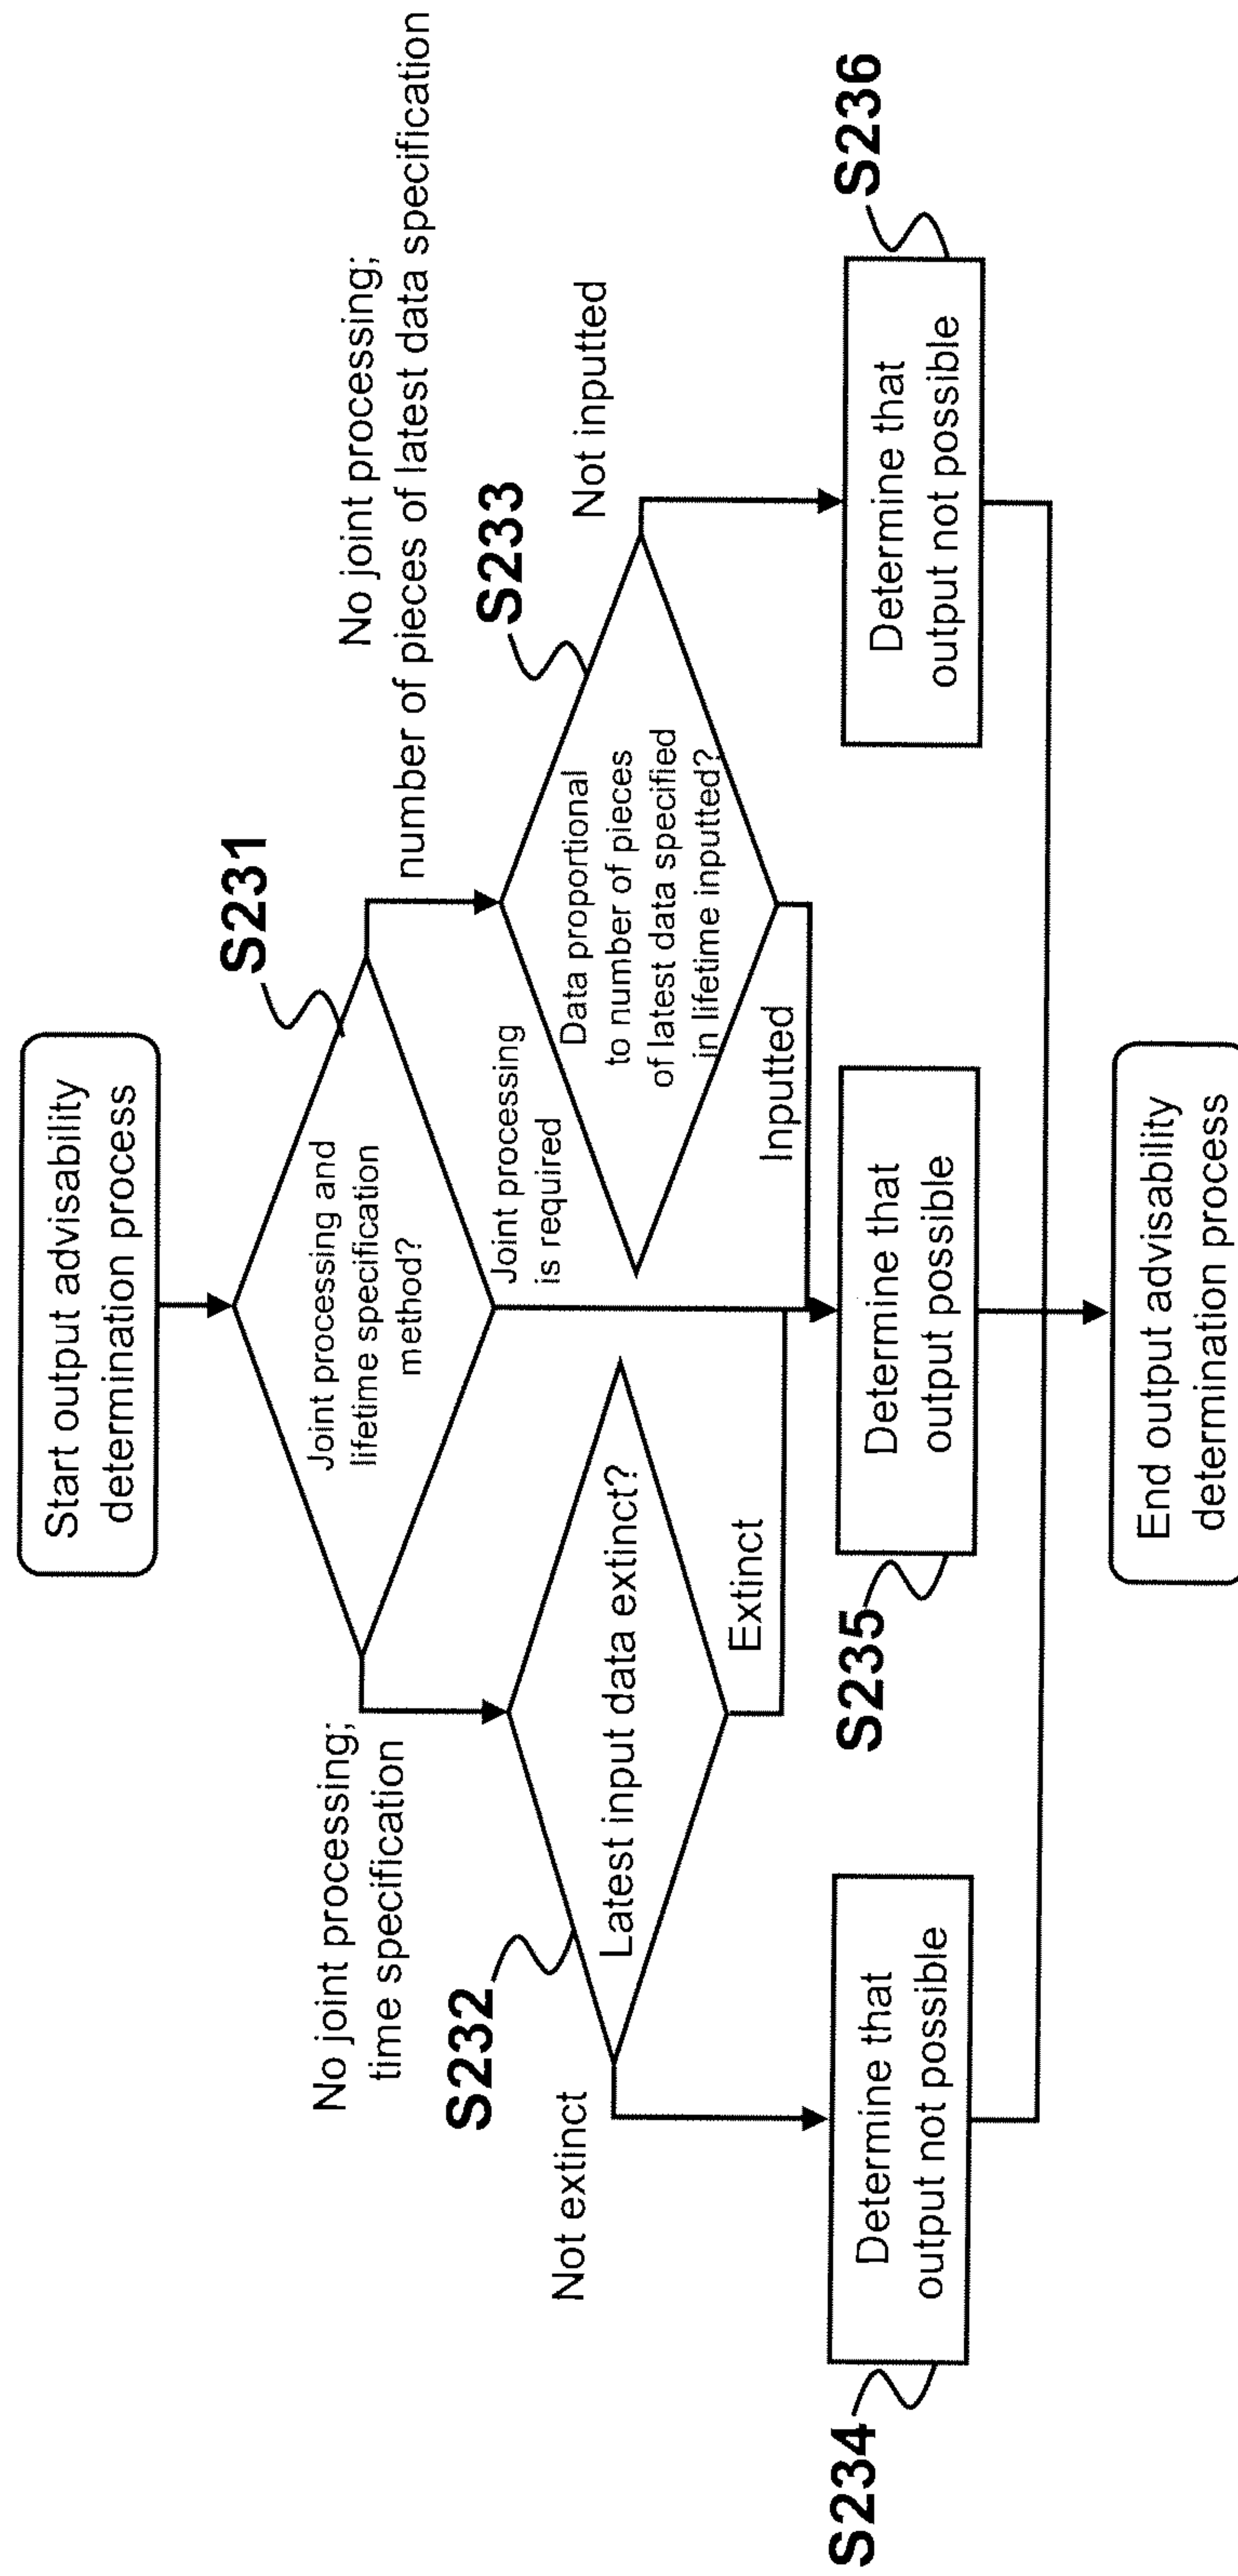 Start output advisability
determination process
S231
Joint processing and
lifetime specification
method?
No joint processing;
time specification
No joint processing;
number of pieces of latest data specification
Joint processing
is required
S232
Latest input data extinct?
S233
Data proportional
to number of pieces
of latest data specified
in lifetime inputted?
Not extinct
Extinct
Inputted
Not inputted
S234
Determine that
output not possible
S235
Determine that
output possible
S236
Determine that
output not possible
End output advisability
determination process